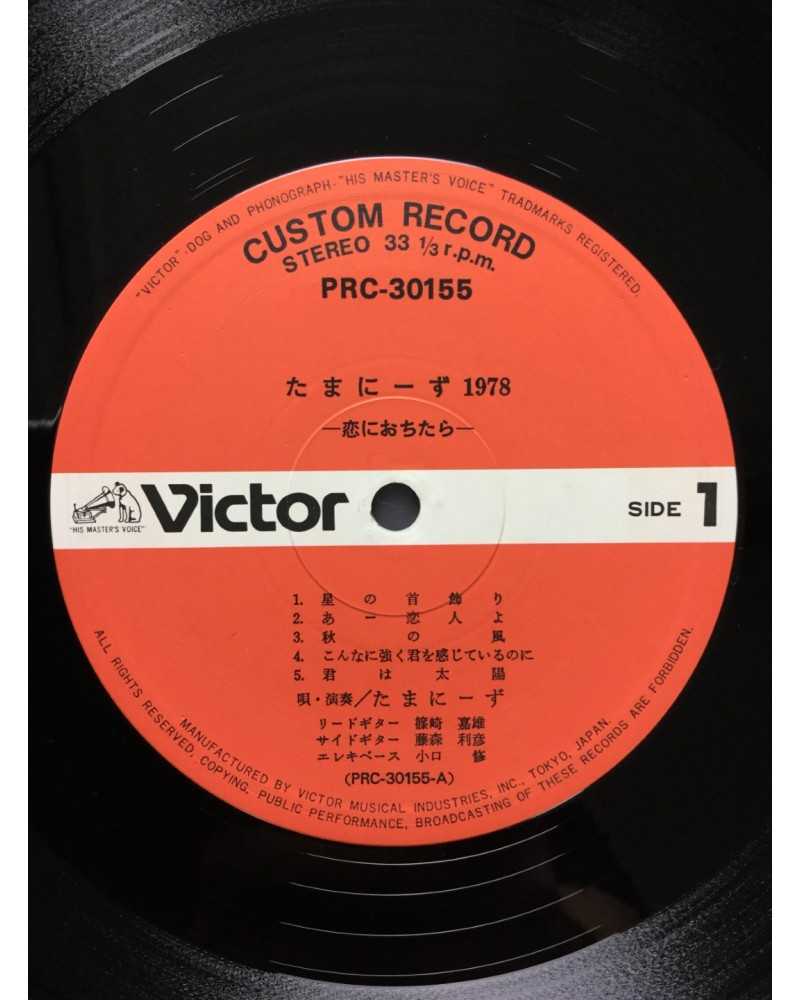 "VICTOR"-DOG AND PHONOGRAPH-"HIS MASTER'S VOICE" TRADMARKS REGISTERED.
CUSTOM RECORD
STEREO 33 1/3 r.p.m.
PRC-30155
たまにーず 1978
—恋におちたら—
"HIS MASTER'S VOICE"
Victor
SIDE 1
1. 星の首飾り
2. あー恋人よ
3. 秋の風
4. こんなに強く君を感じているのに
5. 君は太陽
唄・演奏/たまにーず
リードギター 篠崎 嘉雄
サイドギター 藤森 利彦
エレキベース 小口 修
(PRC-30155-A)
ALL RIGHTS RESERVED, COPYING. PUBLIC PERFORMANCE, BROADCASTING OF THESE RECORDS ARE FORBIDDEN.
MANUFACTURED BY VICTOR MUSICAL INDUSTRIES, INC., TOKYO, JAPAN.